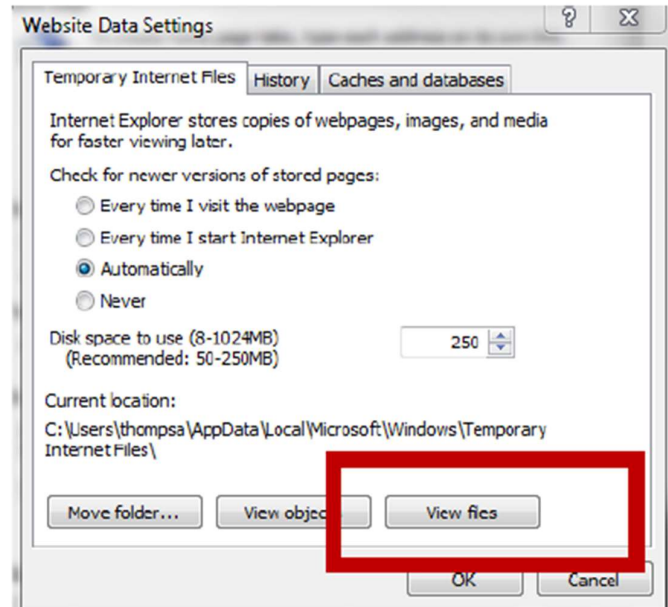 Website Data Settings
Temporary Internet Files History Caches and databases
Internet Explorer stores copies of webpages, images, and media
for faster viewing later.
Check for newer versions of stored pages:
Every time I visit the webpage
Every time I start Internet Explorer
Automatically
Never
Disk space to use (8-1024MB) 250
(Recommended: 50-250MB)
Current location:
C:\Users\thompsa\AppData\Local\Microsoft\Windows\Temporary
Internet Files\
Move folder... View objec View files
OK Cancel